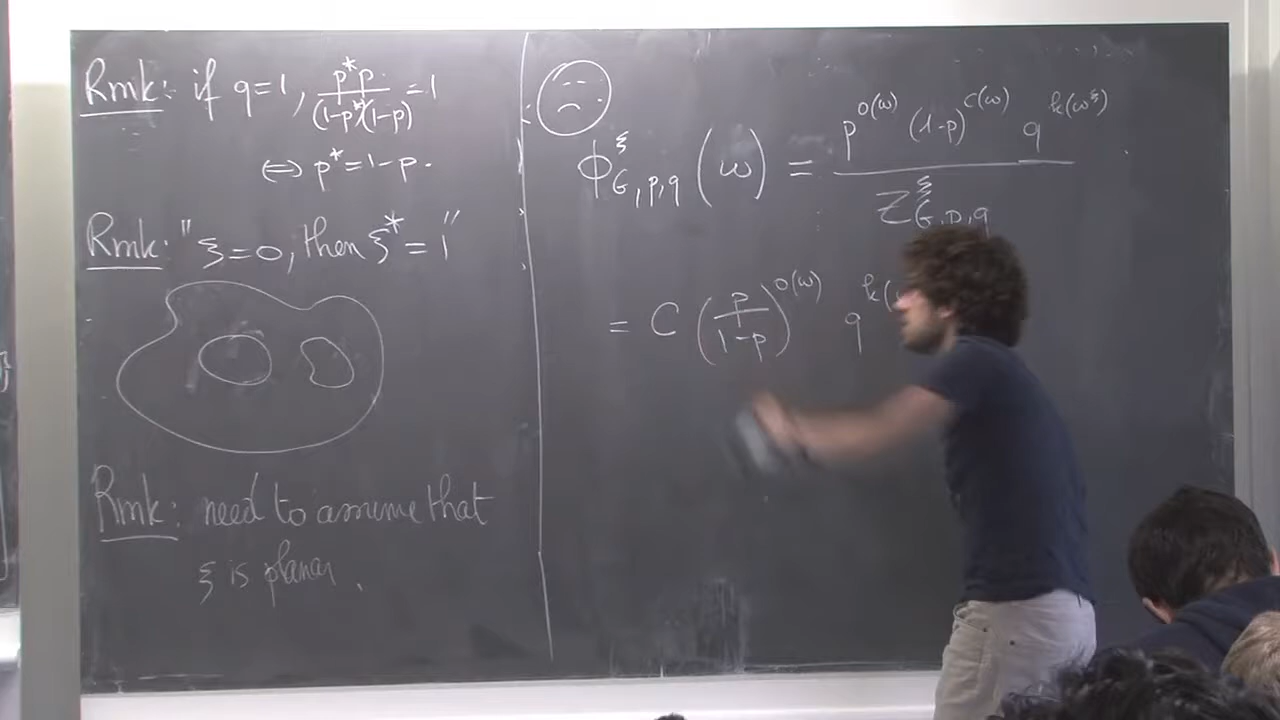 Rmk: if q=1, p*p/((1-p*)(1-p)) = 1
⇔ p* = 1-p.
Rmk: "ξ=0, then ξ* = 1"
Rmk: need to assume that
ξ is planar.
ϕ^ξ_{G,p,q}(ω) = p^{o(ω)} (1-p)^{c(ω)} q^{k(ω^ξ)} / Z^ξ_{G,p,q}
= C (p/(1-p))^{o(ω)} q^{k(